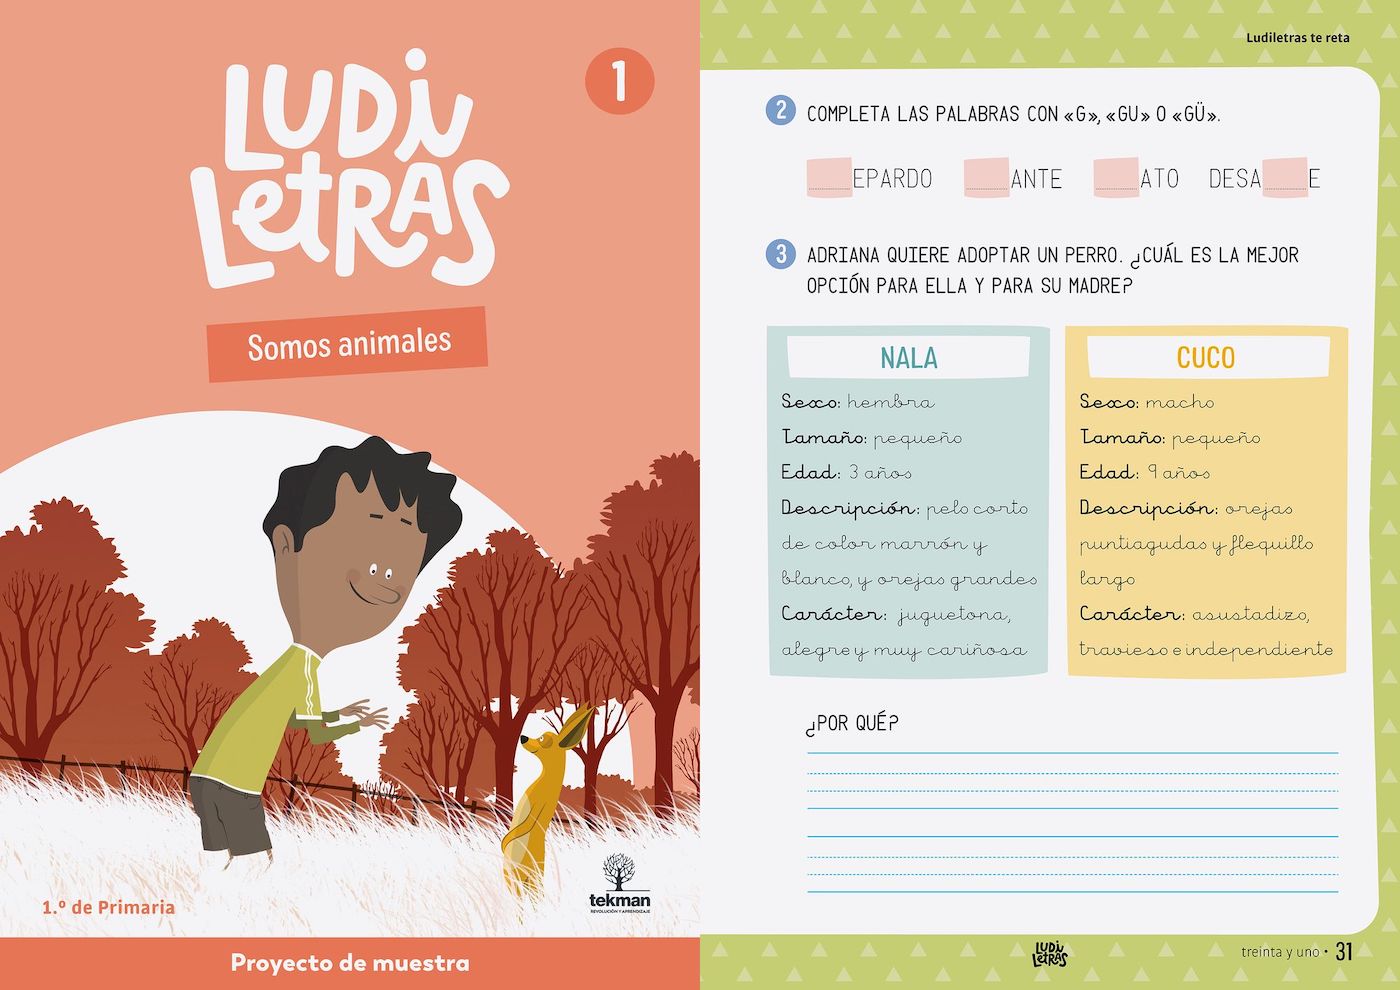 LUDI
LETRAS
1
Somos animales
1.º de Primaria
tekman
REVOLUCIÓN Y APRENDIZAJE
Proyecto de muestra
Ludiletras te reta
2 COMPLETA LAS PALABRAS CON «G», «GU» O «GÜ».
___EPARDO ___ANTE ___ATO DESA___E
3 ADRIANA QUIERE ADOPTAR UN PERRO. ¿CUÁL ES LA MEJOR
OPCIÓN PARA ELLA Y PARA SU MADRE?
NALA
Sexo: hembra
Tamaño: pequeño
Edad: 3 años
Descripción: pelo corto
de color marrón y
blanco, y orejas grandes
Carácter: juguetona,
alegre y muy cariñosa
CUCO
Sexo: macho
Tamaño: pequeño
Edad: 9 años
Descripción: orejas
puntiagudas y flequillo
largo
Carácter: asustadizo,
travieso e independiente
¿POR QUÉ?
LUDI
LETRAS
treinta y uno • 31